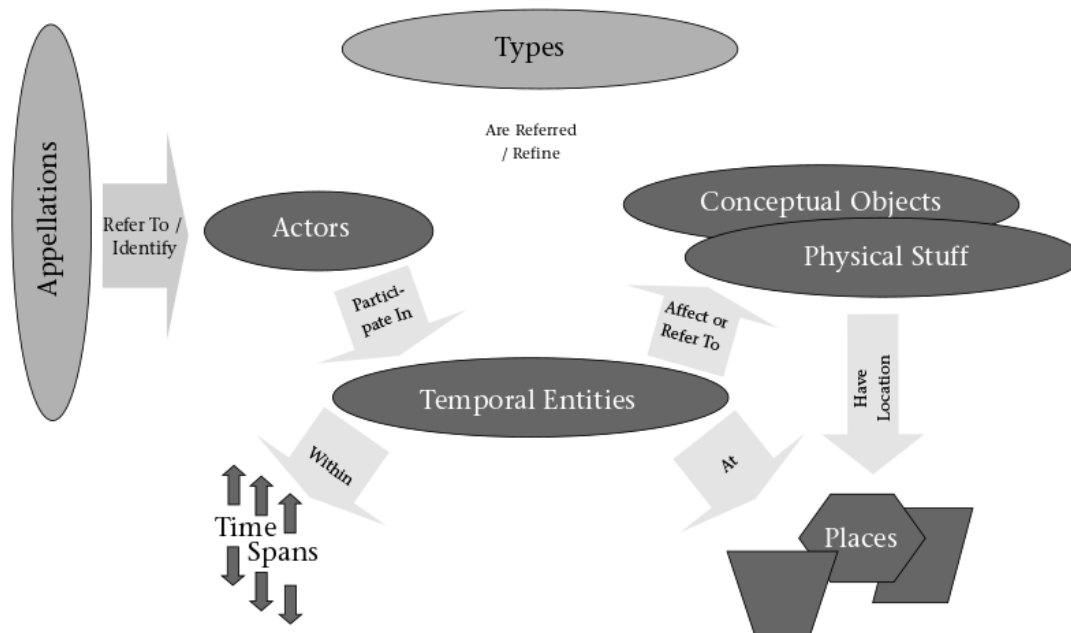 Types
Are Referred
/ Refine
Appellations
Refer To /
Identify
Actors
Conceptual Objects
Physical Stuff
Partici-
pate In
Affect or
Refer To
Have
Location
Temporal Entities
Within
At
Time
Spans
Places